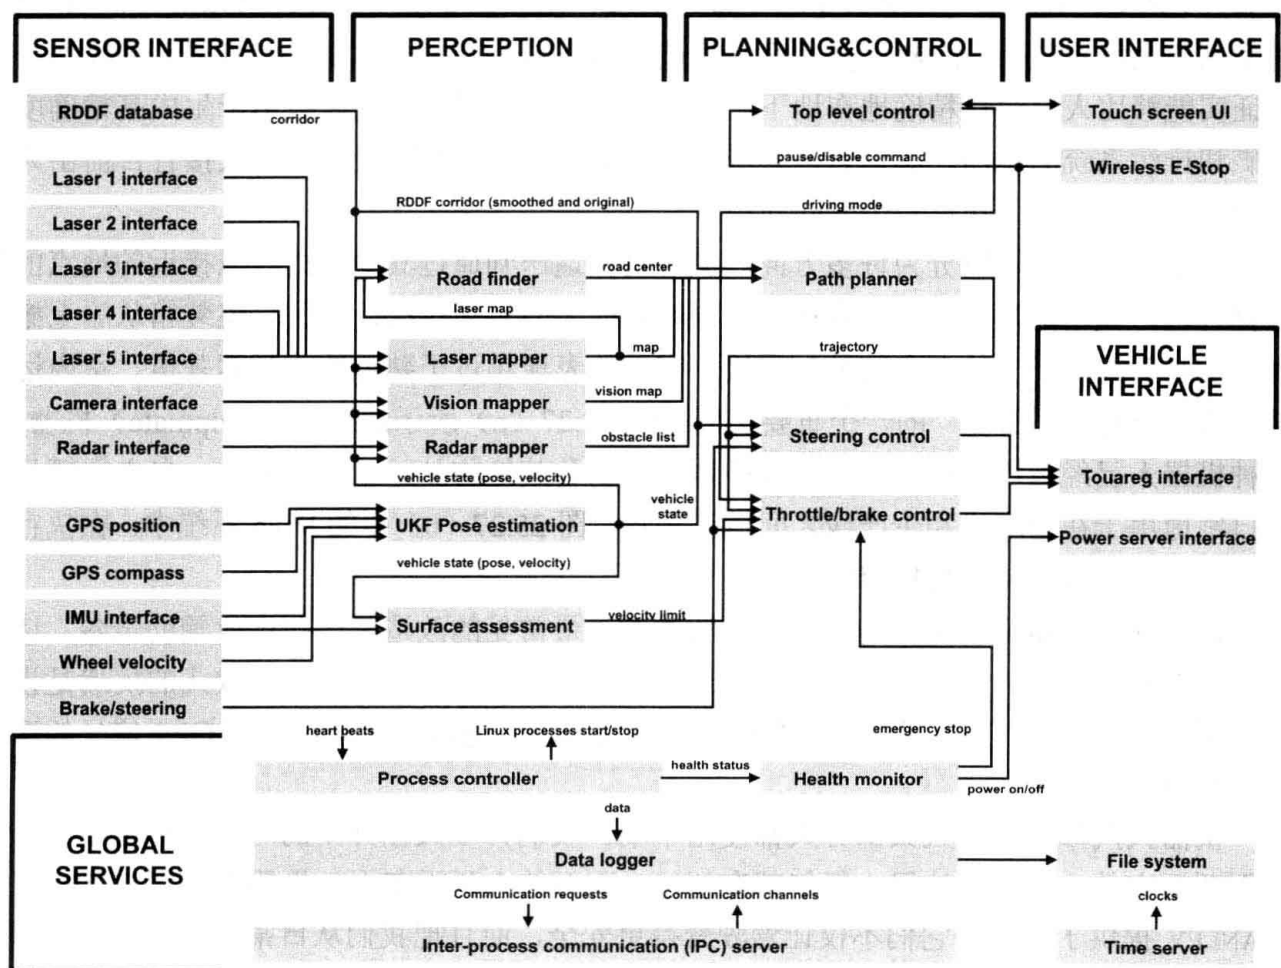 SENSOR INTERFACE
PERCEPTION
PLANNING&CONTROL
USER INTERFACE
RDDF database
corridor
Top level control
Touch screen UI
pause/disable command
Wireless E-Stop
Laser 1 interface
RDDF corridor (smoothed and original)
driving mode
Laser 2 interface
Laser 3 interface
Road finder
road center
Path planner
laser map
Laser 4 interface
Laser 5 interface
Laser mapper
map
trajectory
VEHICLE
INTERFACE
Camera interface
Vision mapper
vision map
Radar interface
Radar mapper
obstacle list
Steering control
vehicle state (pose, velocity)
vehicle
state
Touareg interface
GPS position
UKF Pose estimation
Throttle/brake control
Power server interface
GPS compass
vehicle state (pose, velocity)
IMU interface
Surface assessment
velocity limit
Wheel velocity
Brake/steering
heart beats
Linux processes start/stop
emergency stop
Process controller
health status
Health monitor
power on/off
data
GLOBAL
SERVICES
Data logger
File system
Communication requests
Communication channels
clocks
Inter-process communication (IPC) server
Time server